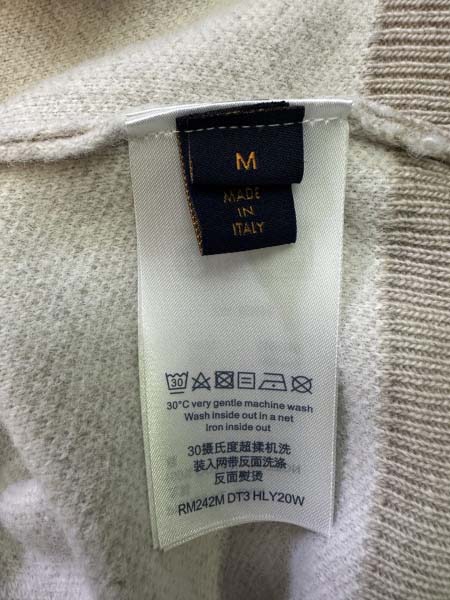 M
MADE
IN
ITALY
30
30°C very gentle machine wash
Wash inside out in a net
Iron inside out
30摄氏度超揉机洗
装入网带反面洗涤
反面熨烫
RM242M DT3 HLY20W